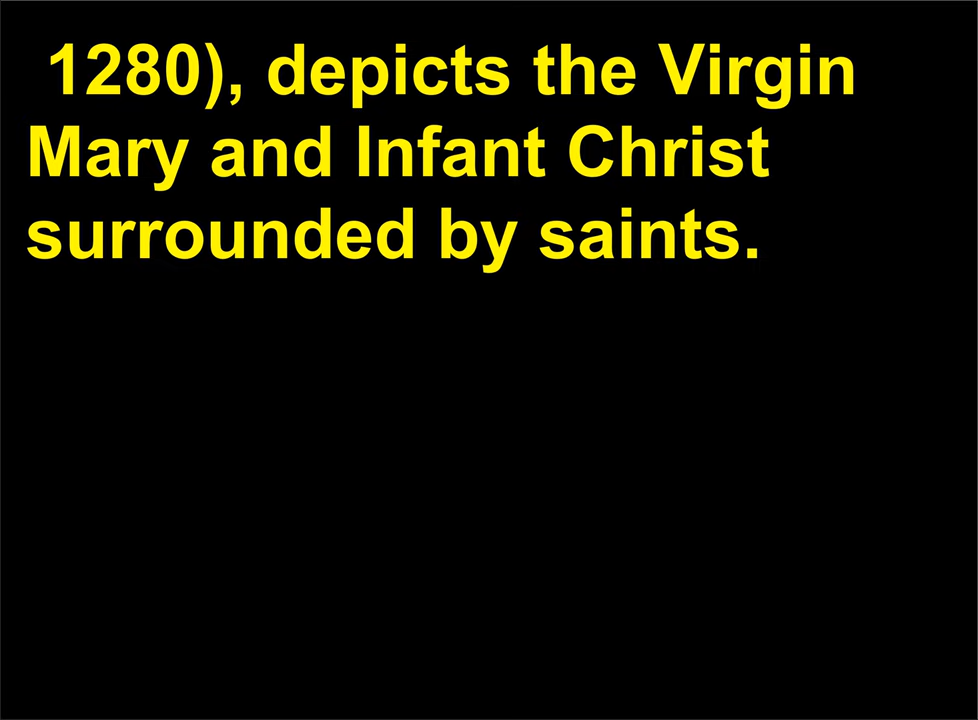 1280), depicts the Virgin
Mary and Infant Christ
surrounded by saints.